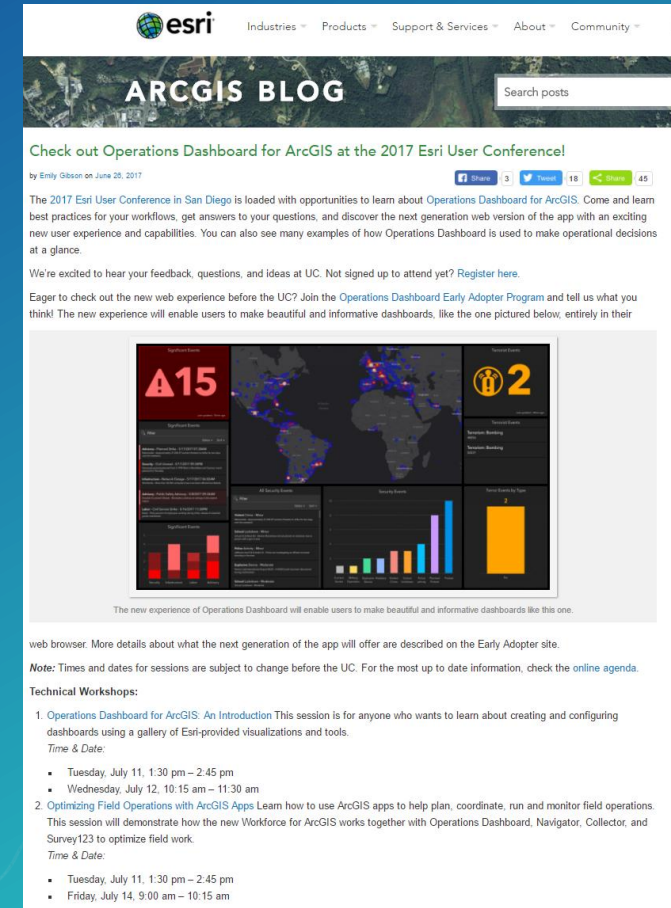 esri
Industries Products Support & Services About Community
ARCGIS BLOG
Search posts
Check out Operations Dashboard for ArcGIS at the 2017 Esri User Conference!
by Emily Gibson on June 26, 2017
Share 3 Tweet 18 Share 45
The 2017 Esri User Conference in San Diego is loaded with opportunities to learn about Operations Dashboard for ArcGIS. Come and learn
best practices for your workflows, get answers to your questions, and discover the next generation web version of the app with an exciting
new user experience and capabilities. You can also see many examples of how Operations Dashboard is used to make operational decisions
at a glance.
We're excited to hear your feedback, questions, and ideas at UC. Not signed up to attend yet? Register here.
Eager to check out the new web experience before the UC? Join the Operations Dashboard Early Adopter Program and tell us what you
think! The new experience will enable users to make beautiful and informative dashboards, like the one pictured below, entirely in their
Significant Events
15
Terrorist Events
2
Significant Events
Filter
Terrorist Events
Terrorism: Bombing
Terrorism: Bombing
Significant Events
All Security Events
Filter
Security Events
Terror Events by Type
2
The new experience of Operations Dashboard will enable users to make beautiful and informative dashboards like this one.
web browser. More details about what the next generation of the app will offer are described on the Early Adopter site.
Note: Times and dates for sessions are subject to change before the UC. For the most up to date information, check the online agenda.
Technical Workshops:
1. Operations Dashboard for ArcGIS: An Introduction This session is for anyone who wants to learn about creating and configuring
dashboards using a gallery of Esri-provided visualizations and tools.
Time & Date:
▪ Tuesday, July 11, 1:30 pm – 2:45 pm
▪ Wednesday, July 12, 10:15 am – 11:30 am
2. Optimizing Field Operations with ArcGIS Apps Learn how to use ArcGIS apps to help plan, coordinate, run and monitor field operations.
This session will demonstrate how the new Workforce for ArcGIS works together with Operations Dashboard, Navigator, Collector, and
Survey123 to optimize field work.
Time & Date:
▪ Tuesday, July 11, 1:30 pm – 2:45 pm
▪ Friday, July 14, 9:00 am – 10:15 am